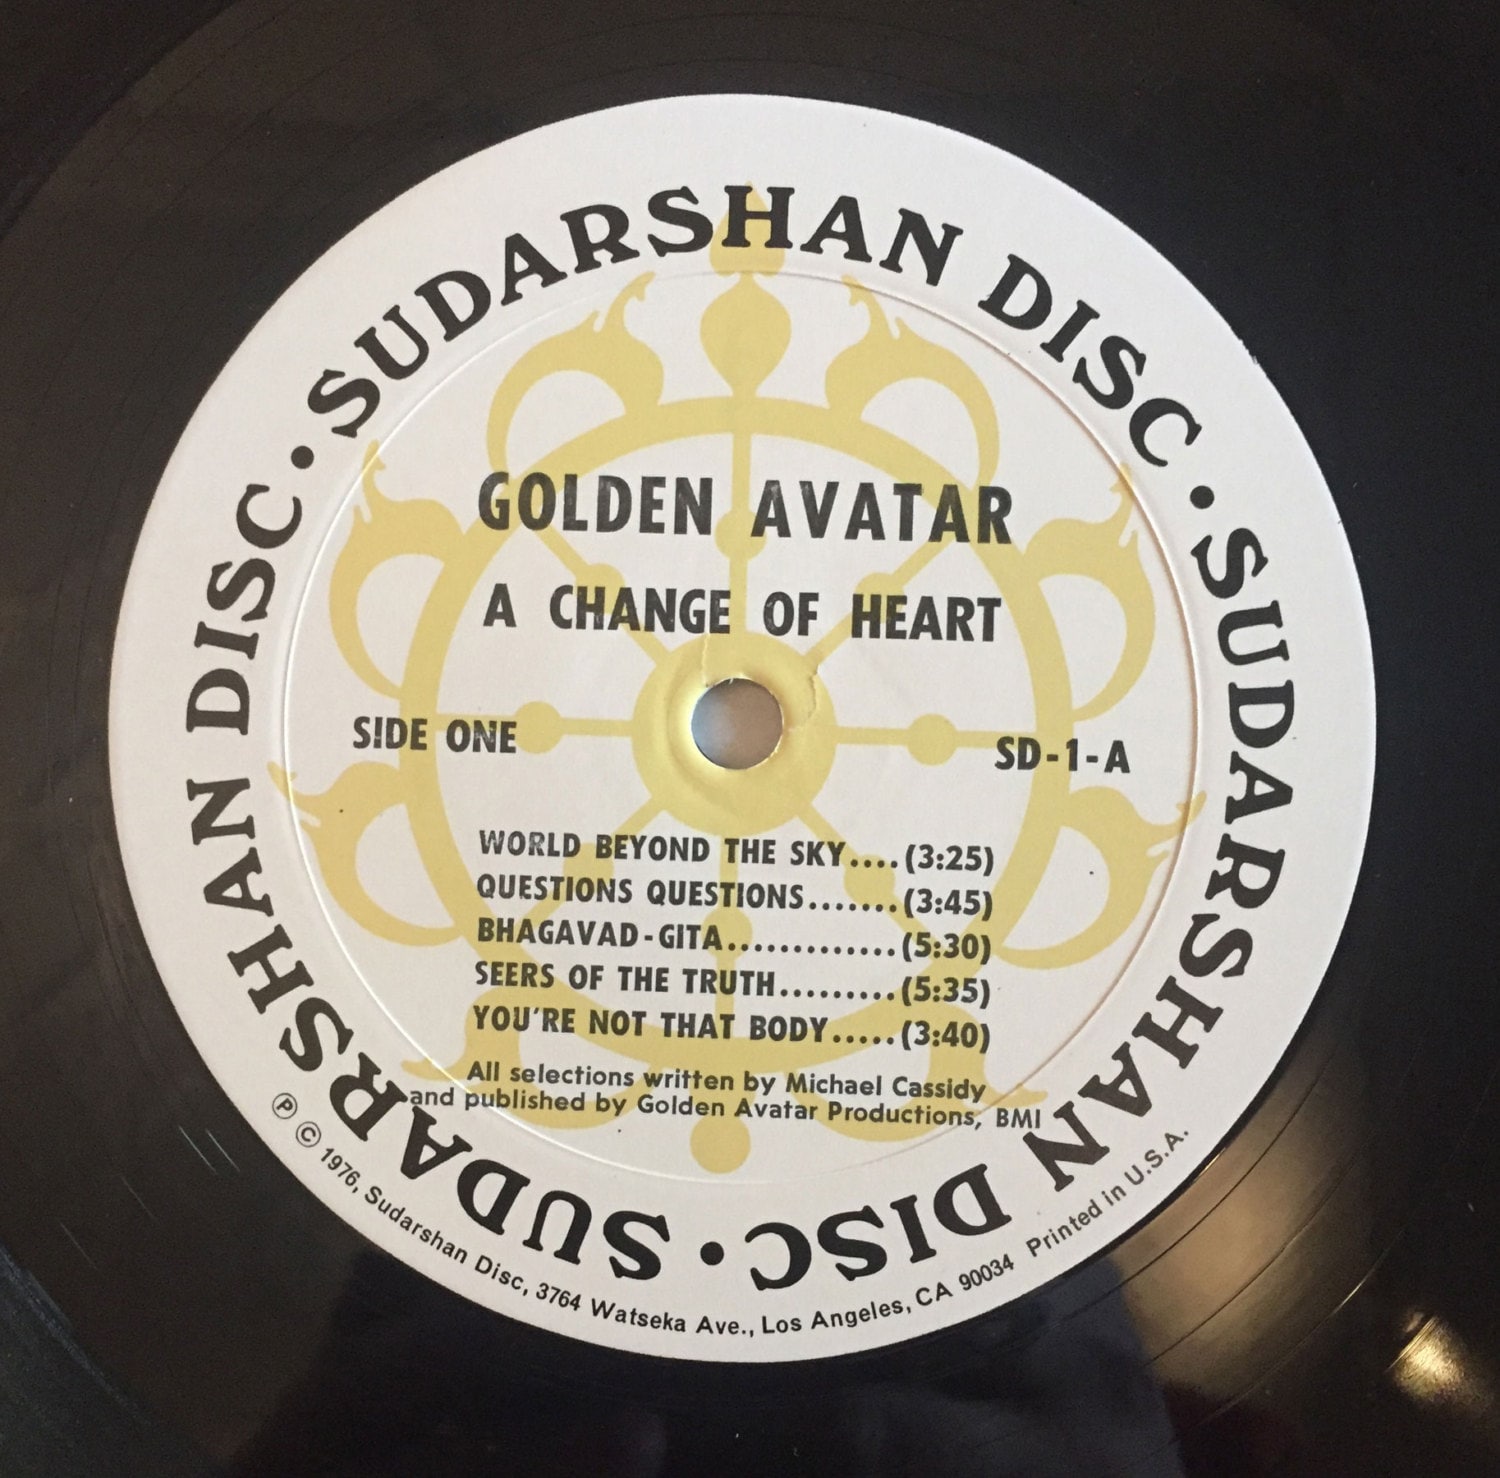 SUDARSHAN DISC · SUDARSHAN DISC · SUDARSHAN DISC ·
GOLDEN AVATAR
A CHANGE OF HEART
SIDE ONE
SD-1-A
WORLD BEYOND THE SKY....(3:25)
QUESTIONS QUESTIONS.......(3:45)
BHAGAVAD-GITA.............(5:30)
SEERS OF THE TRUTH.........(5:35)
YOU'RE NOT THAT BODY.....(3:40)
All selections written by Michael Cassidy
and published by Golden Avatar Productions, BMI
Ⓟ © 1976, Sudarshan Disc, 3764 Watseka Ave., Los Angeles, CA 90034 Printed in U.S.A.